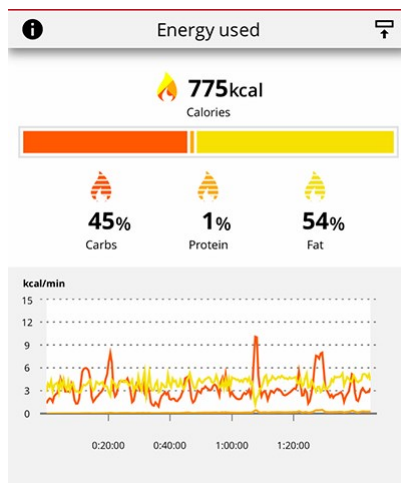 Energy used
775kcal
Calories
45% 1% 54%
Carbs Protein Fat
kcal/min
15
12
9
6
3
0
0:20:00 0:40:00 1:00:00 1:20:00